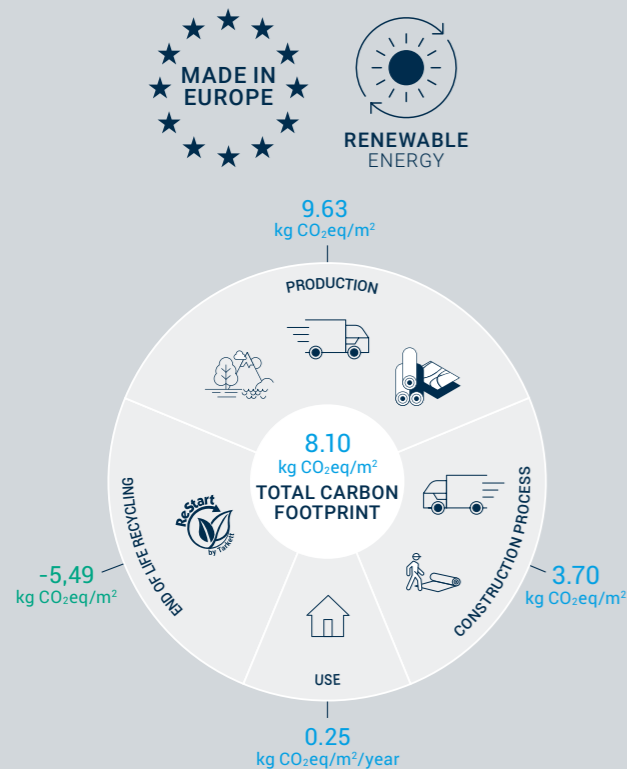 MADE IN
EUROPE
RENEWABLE
ENERGY
9.63
kg CO₂eq/m²
PRODUCTION
8.10
kg CO₂eq/m²
TOTAL CARBON
FOOTPRINT
END OF LIFE RECYCLING
ReStart
by Tarkett
CONSTRUCTION PROCESS
-5,49
kg CO₂eq/m²
3.70
kg CO₂eq/m²
USE
0.25
kg CO₂eq/m²/year